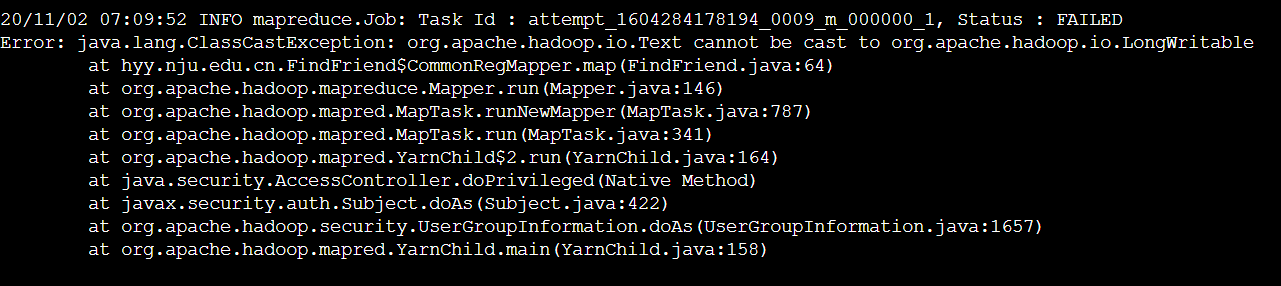 20/11/02 07:09:52 INFO mapreduce.Job: Task Id : attempt_1604284178194_0009_m_000000_1, Status : FAILED
Error: java.lang.ClassCastException: org.apache.hadoop.io.Text cannot be cast to org.apache.hadoop.io.LongWritable
at hyy.nju.edu.cn.FindFriend$CommonRegMapper.map(FindFriend.java:64)
at org.apache.hadoop.mapreduce.Mapper.run(Mapper.java:146)
at org.apache.hadoop.mapred.MapTask.runNewMapper(MapTask.java:787)
at org.apache.hadoop.mapred.MapTask.run(MapTask.java:341)
at org.apache.hadoop.mapred.YarnChild$2.run(YarnChild.java:164)
at java.security.AccessController.doPrivileged(Native Method)
at javax.security.auth.Subject.doAs(Subject.java:422)
at org.apache.hadoop.security.UserGroupInformation.doAs(UserGroupInformation.java:1657)
at org.apache.hadoop.mapred.YarnChild.main(YarnChild.java:158)